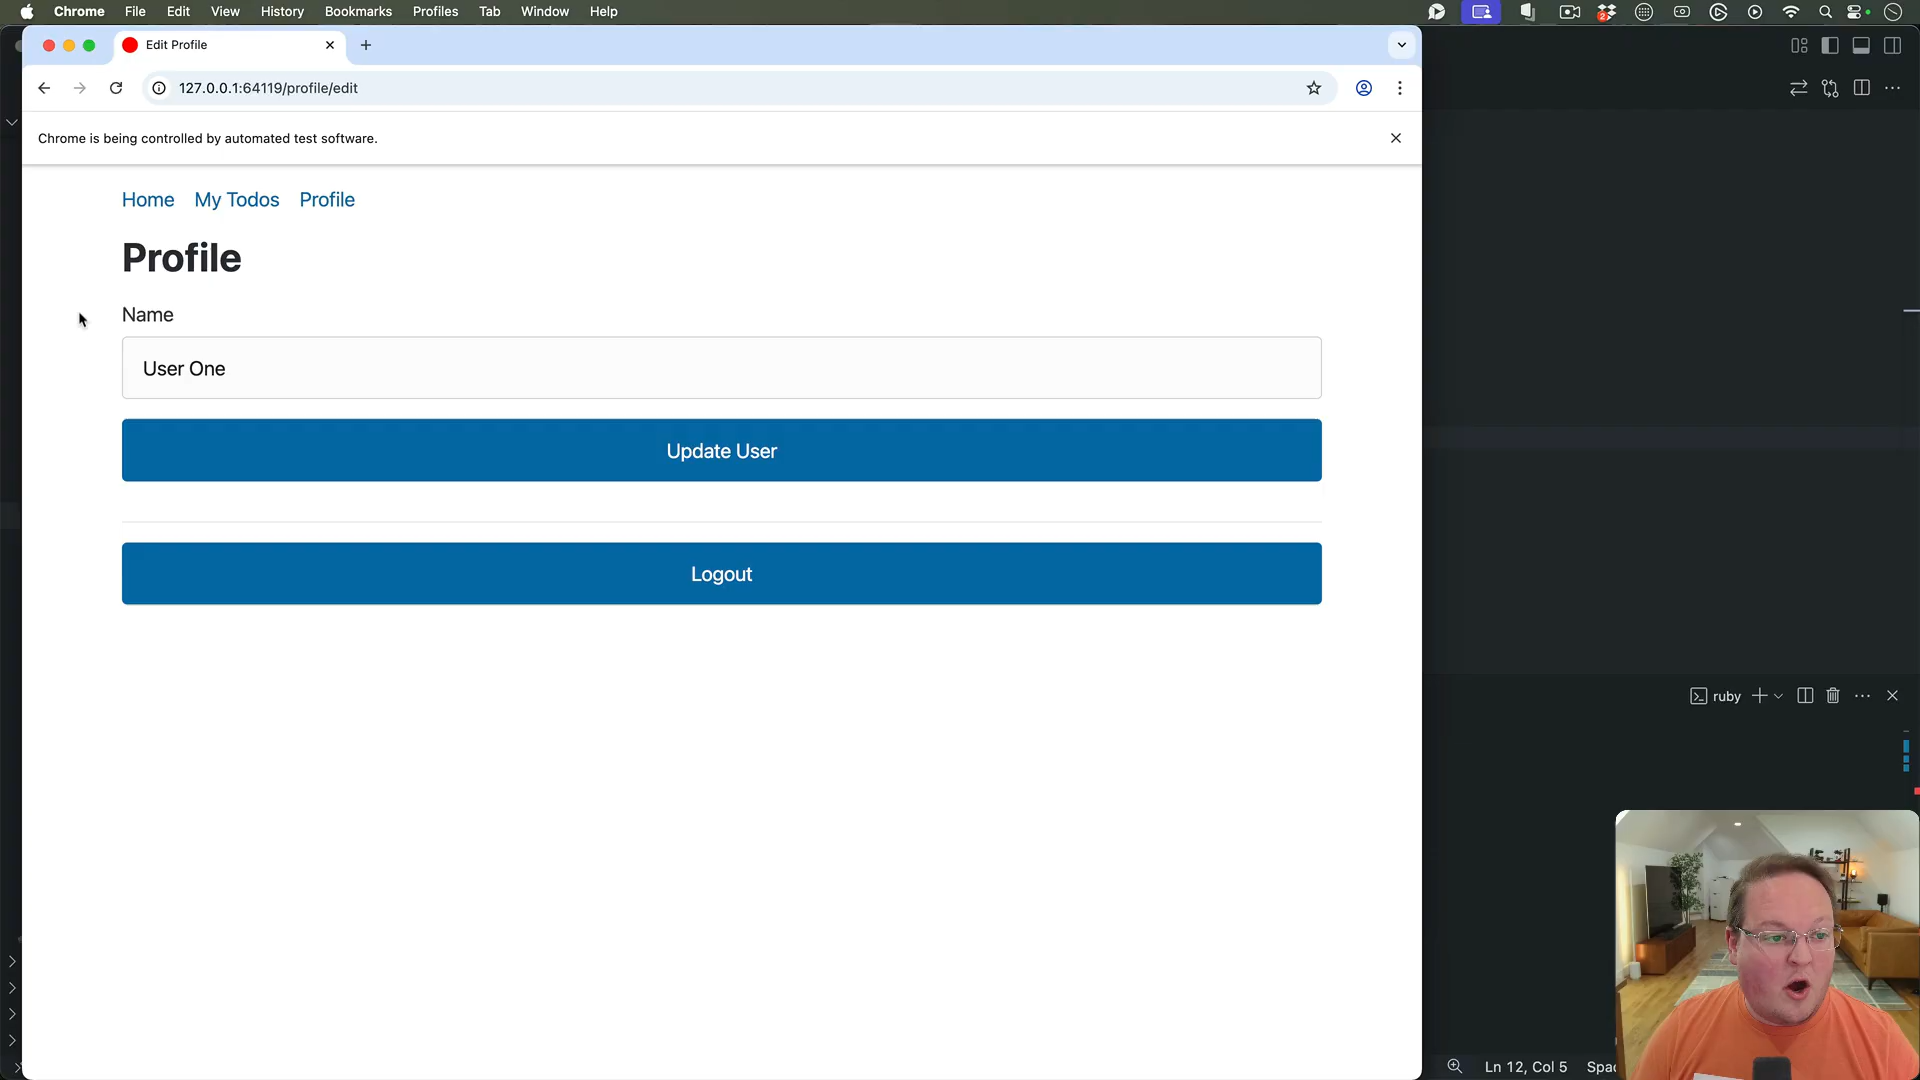 Chrome File Edit View History Bookmarks Profiles Tab Window Help
Edit Profile
127.0.0.1:64119/profile/edit
Chrome is being controlled by automated test software.
Home My Todos Profile
Profile
Name
User One
Update User
Logout
ruby
Ln 12, Col 5 Spac